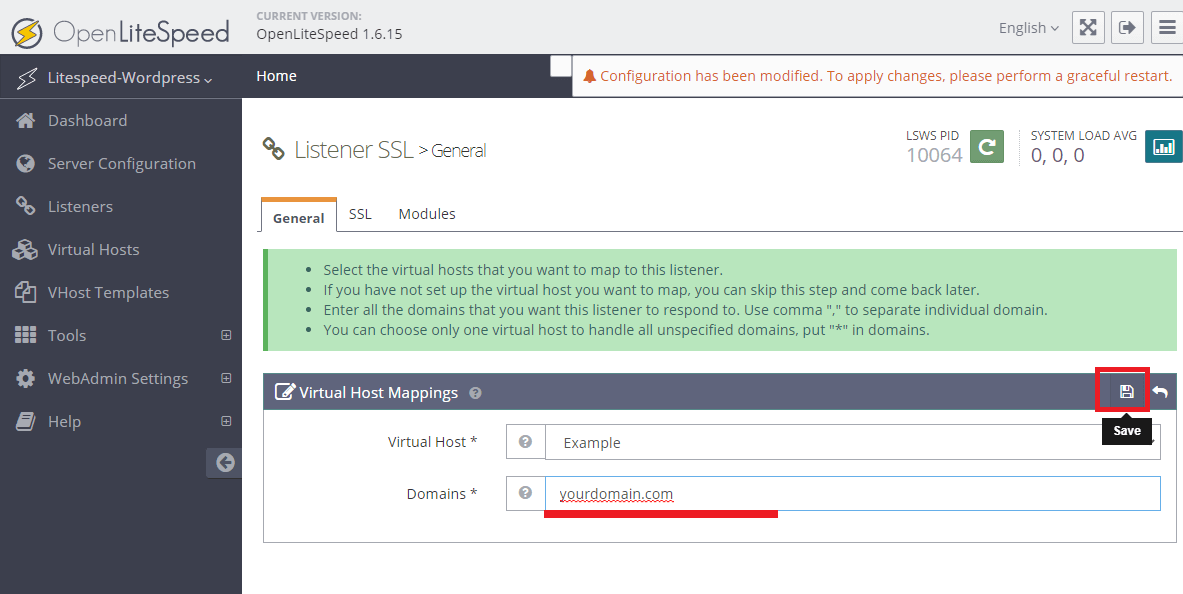 OpenLiteSpeed
CURRENT VERSION:
OpenLiteSpeed 1.6.15
English
Litespeed-Wordpress
Home
Configuration has been modified. To apply changes, please perform a graceful restart.
Dashboard
Server Configuration
Listeners
Virtual Hosts
VHost Templates
Tools
WebAdmin Settings
Help
Listener SSL > General
LSWS PID
10064
SYSTEM LOAD AVG
0, 0, 0
General
SSL
Modules
Select the virtual hosts that you want to map to this listener.
If you have not set up the virtual host you want to map, you can skip this step and come back later.
Enter all the domains that you want this listener to respond to. Use comma "," to separate individual domain.
You can choose only one virtual host to handle all unspecified domains, put "*" in domains.
Virtual Host Mappings
Save
Virtual Host *
Example
Domains *
yourdomain.com